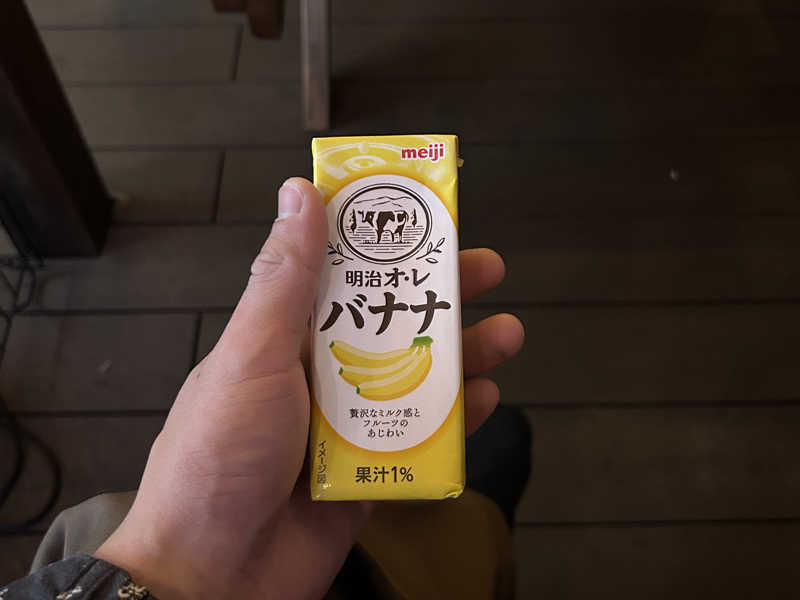 meiji
明治オ・レ
バナナ
贅沢なミルク感と
フルーツの
あじわい
イメージ図
果汁1%